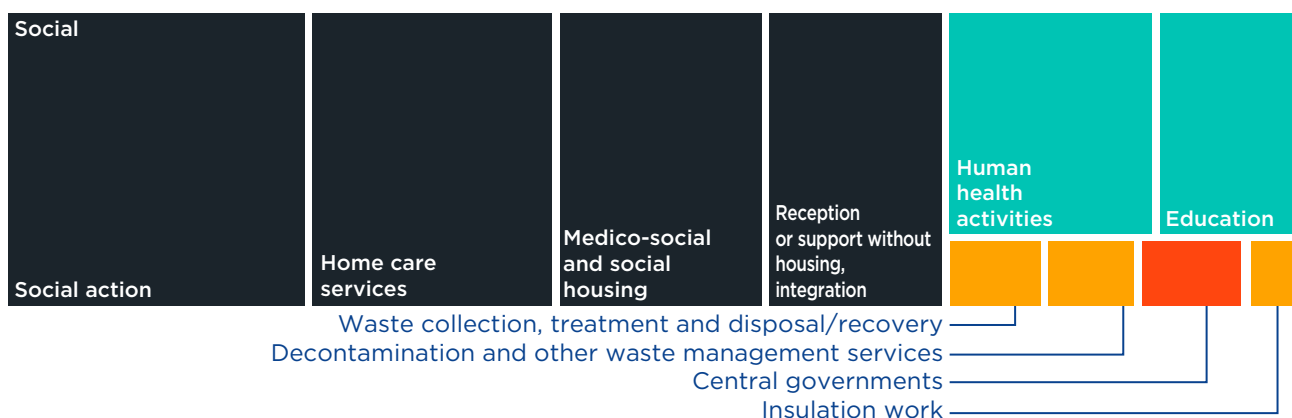 Social
Social action
Home care
services
Medico-social
and social
housing
Reception
or support without
housing,
integration
Human
health
activities
Education
Waste collection, treatment and disposal/recovery
Decontamination and other waste management services
Central governments
Insulation work